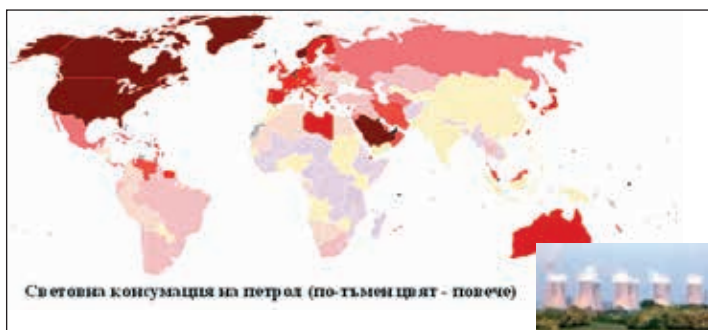 Световна консумация на петрол (по-тъмен цвят - повече)